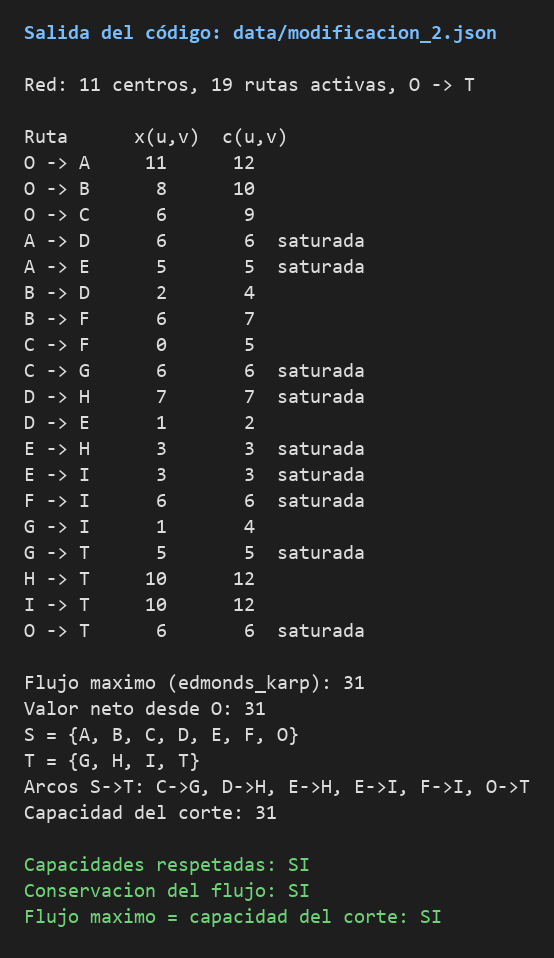 Salida del código: data/modificacion_2.json
Red: 11 centros, 19 rutas activas, O -> T
Ruta x(u,v) c(u,v)
O -> A 11 12
O -> B 8 10
O -> C 6 9
A -> D 6 6 saturada
A -> E 5 5 saturada
B -> D 2 4
B -> F 6 7
C -> F 0 5
C -> G 6 6 saturada
D -> H 7 7 saturada
D -> E 1 2
E -> H 3 3 saturada
E -> I 3 3 saturada
F -> I 6 6 saturada
G -> I 1 4
G -> T 5 5 saturada
H -> T 10 12
I -> T 10 12
O -> T 6 6 saturada
Flujo maximo (edmonds_karp): 31
Valor neto desde O: 31
S = {A, B, C, D, E, F, O}
T = {G, H, I, T}
Arcos S->T: C->G, D->H, E->H, E->I, F->I, O->T
Capacidad del corte: 31
Capacidades respetadas: SI
Conservacion del flujo: SI
Flujo maximo = capacidad del corte: SI